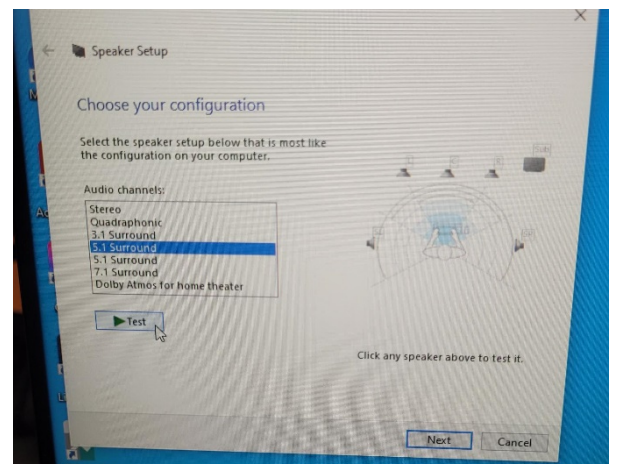 Speaker Setup
Choose your configuration
Select the speaker setup below that is most like
the configuration on your computer.
Audio channels:
Stereo
Quadraphonic
3.1 Surround
5.1 Surround
5.1 Surround
7.1 Surround
Dolby Atmos for home theater
Test
Click any speaker above to test it.
Next
Cancel